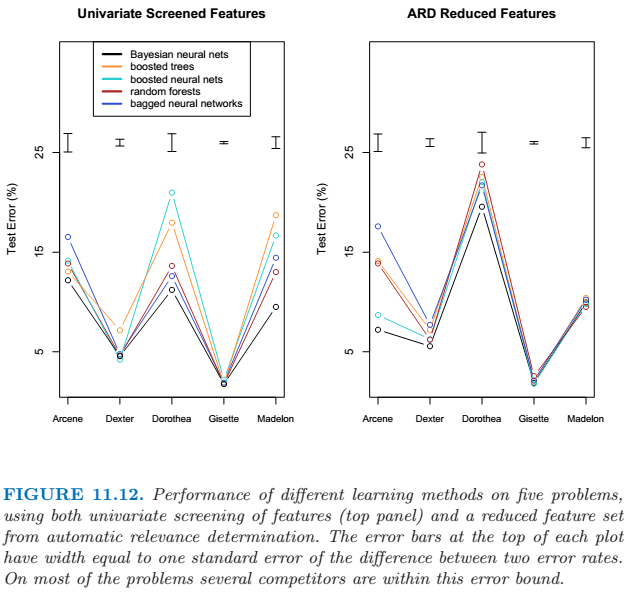 Univariate Screened Features
Bayesian neural nets
boosted trees
boosted neural nets
random forests
bagged neural networks
Test Error (%)
25
15
5
Arcene Dexter Dorothea Gisette Madelon
ARD Reduced Features
Test Error (%)
25
15
5
Arcene Dexter Dorothea Gisette Madelon
FIGURE 11.12. Performance of different learning methods on five problems,
using both univariate screening of features (top panel) and a reduced feature set
from automatic relevance determination. The error bars at the top of each plot
have width equal to one standard error of the difference between two error rates.
On most of the problems several competitors are within this error bound.